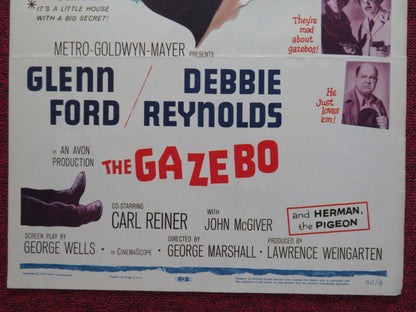 IT'S A LITTLE HOUSE
WITH A BIG SECRET!
They're
mad about
gazebos!
METRO-GOLDWYN-MAYER
PRESENTS
GLENN
FORD
DEBBIE
REYNOLDS
He
Just
loves
'em!
in AN AVON
PRODUCTION
THE GAZEBO
CO-STARRING
CARL REINER
WITH
JOHN McGIVER
and HERMAN,
the PIGEON
SCREEN PLAY BY
GEORGE WELLS
in CINEMASCOPE
DIRECTED BY
GEORGE MARSHALL
PRODUCED BY
LAWRENCE WEINGARTEN
60/8